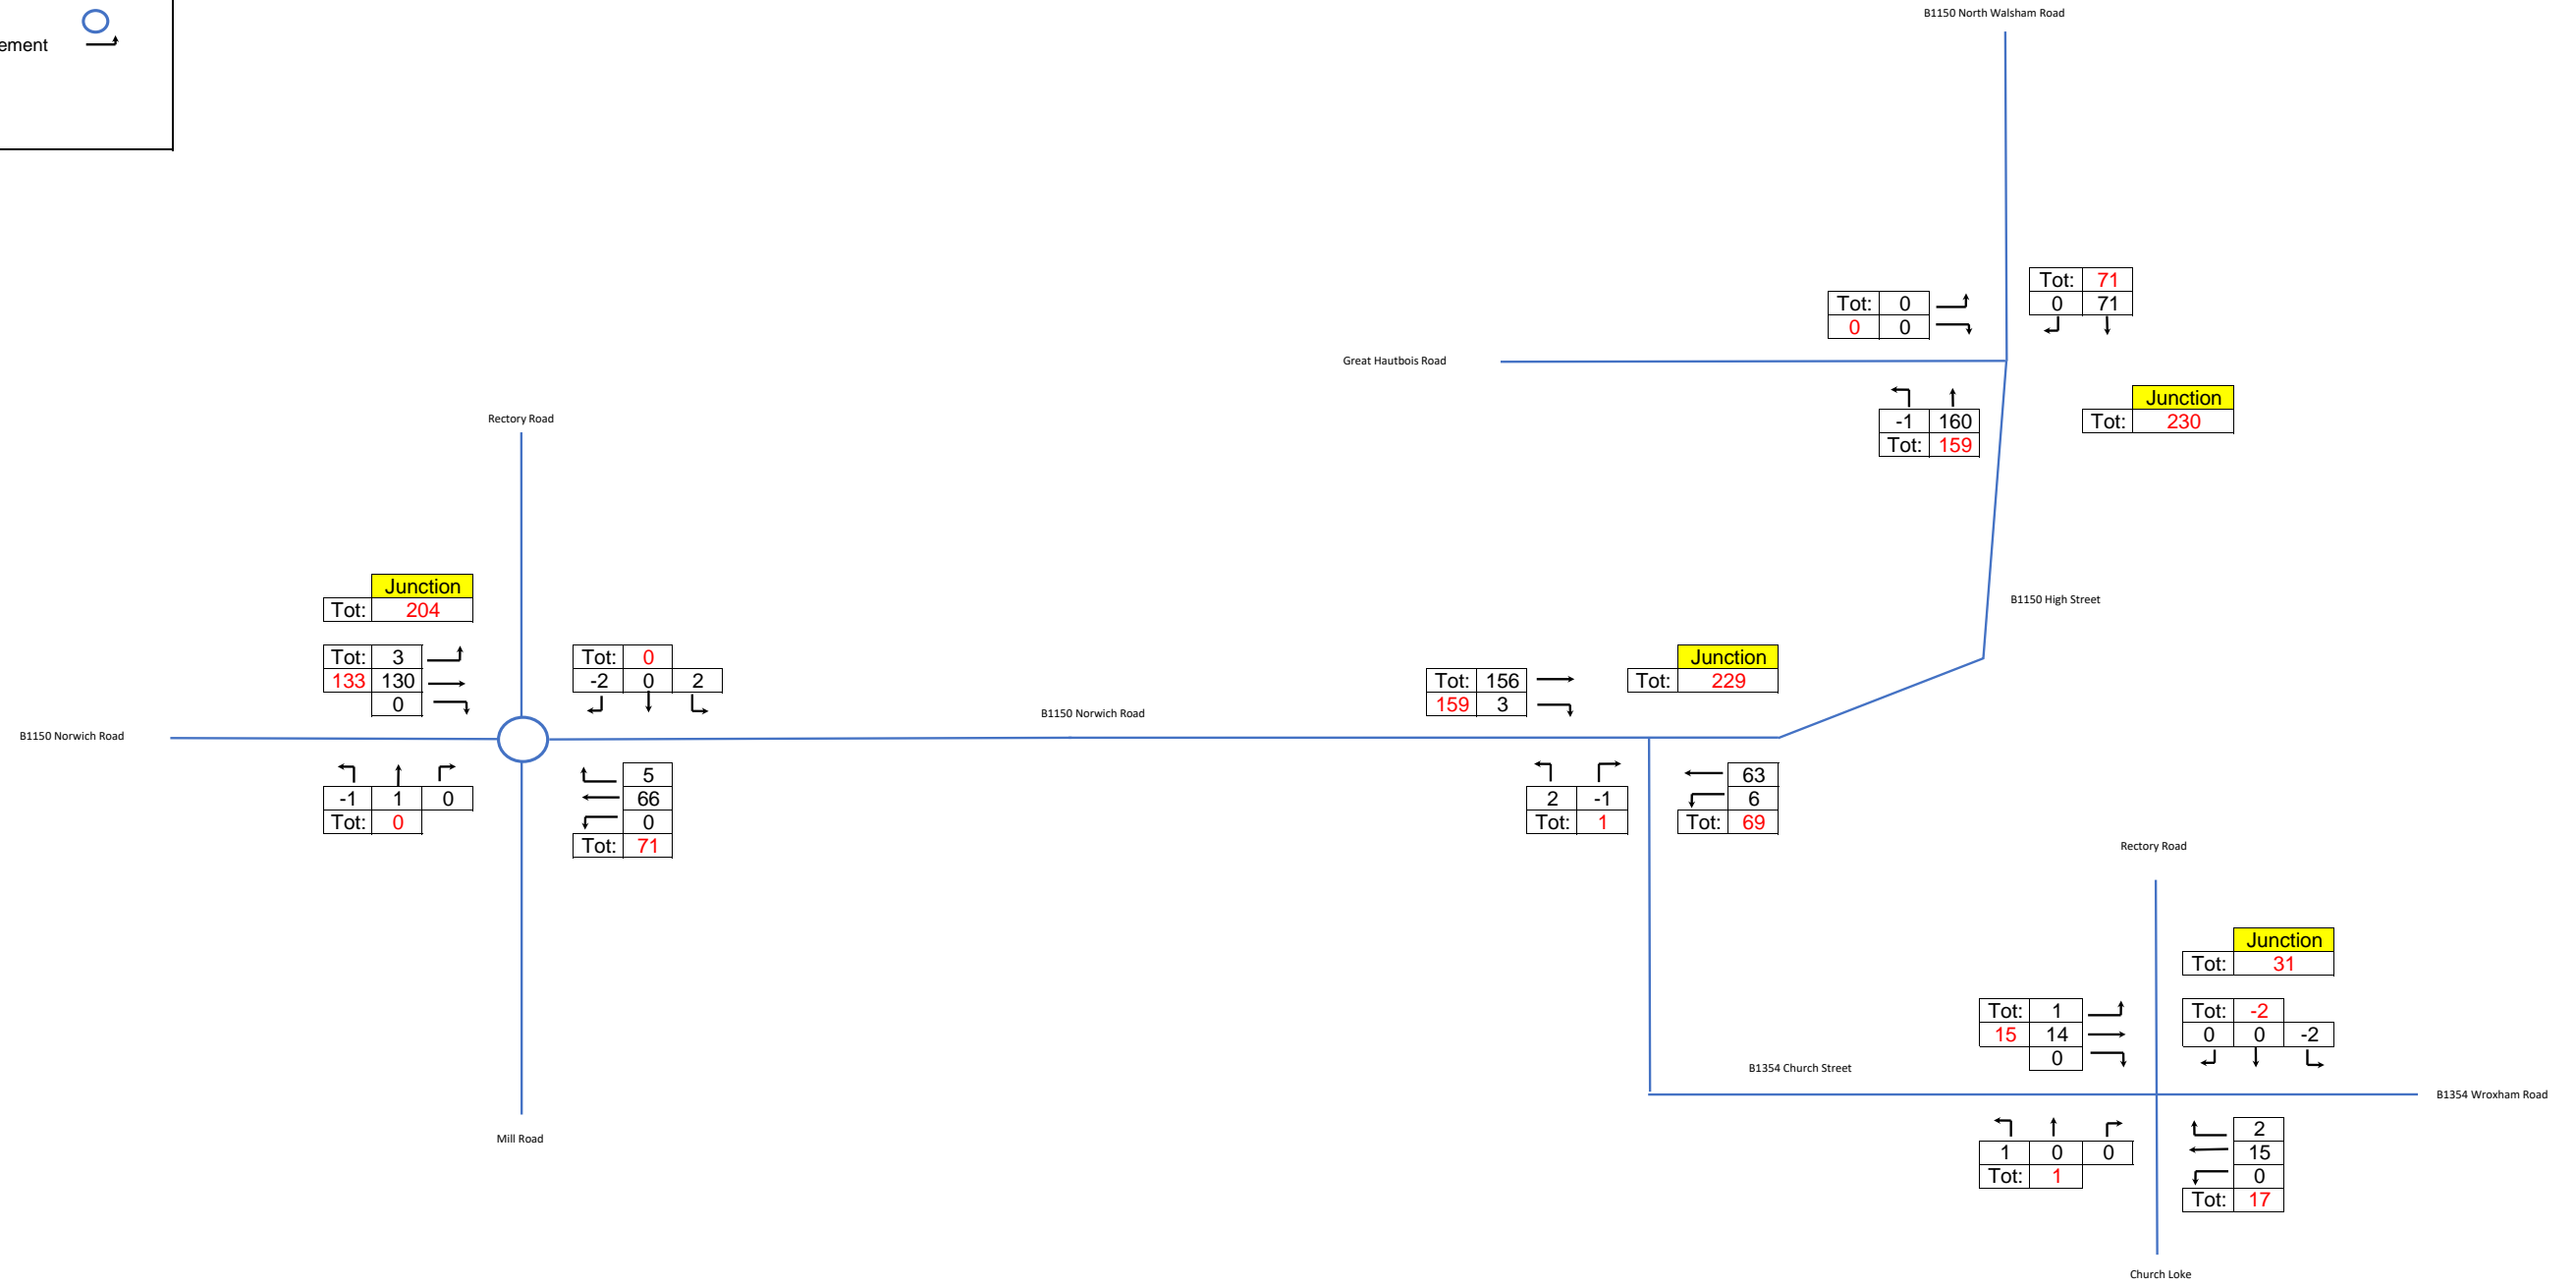 B1150 North Walsham Road
ement
Tot: 71
0 71
Tot: 0
0 0
Great Hautbois Road
Junction
Tot: 230
-1 160
Tot: 159
Rectory Road
Junction
Tot: 204
B1150 High Street
Tot: 3
133 130
0
Tot: 0
-2 0 2
Junction
Tot: 229
Tot: 156
159 3
B1150 Norwich Road
B1150 Norwich Road
-1 1 0
Tot: 0
5
66
0
Tot: 71
2 -1
Tot: 1
63
6
Tot: 69
Rectory Road
Junction
Tot: 31
Tot: 1
15 14
0
Tot: -2
0 0 -2
B1354 Church Street
B1354 Wroxham Road
Mill Road
1 0 0
Tot: 1
2
15
0
Tot: 17
Church Loke